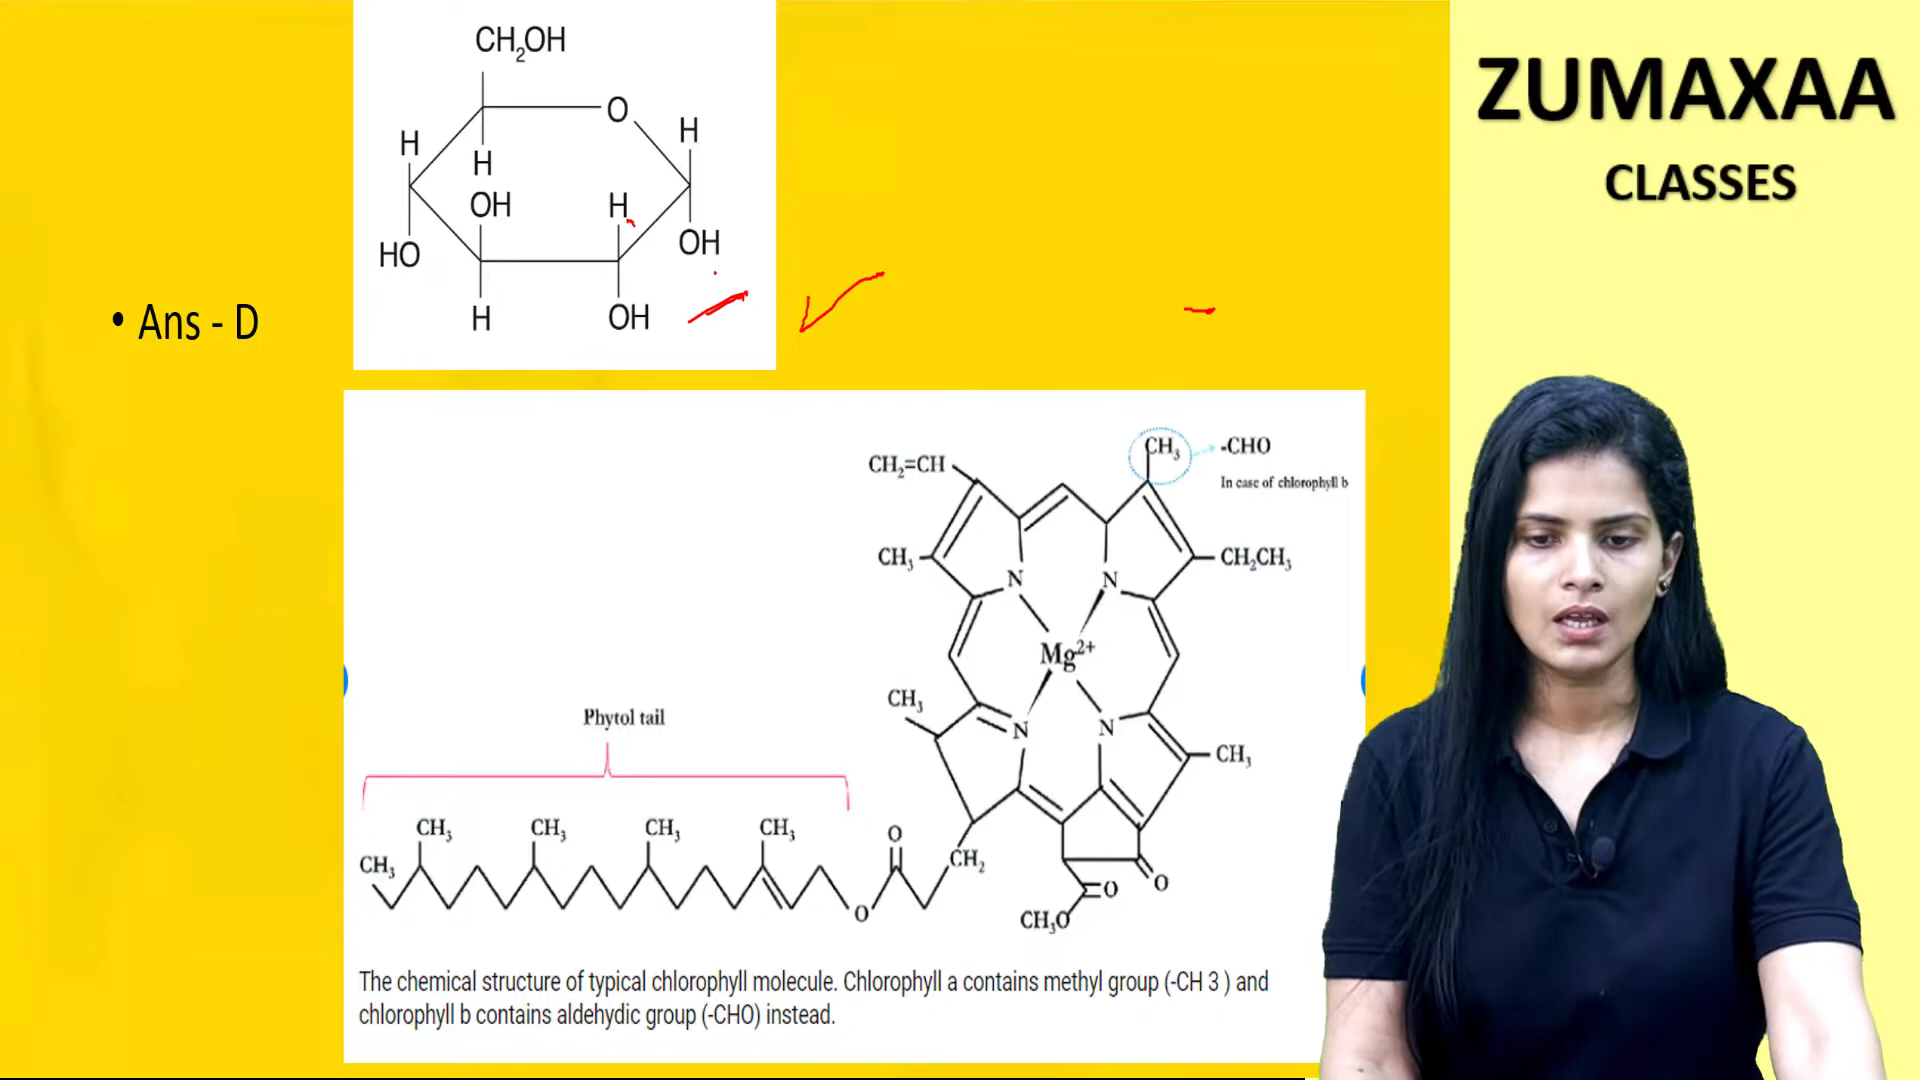 CH2OH
O
H
H
H
OH
H
HO
OH
H
OH
• Ans - D
ZUMAXAA
CLASSES
CH3
-CHO
In case of chlorophyll b
CH2=CH
CH3
CH2CH3
N
N
Mg2+
CH3
N
N
CH3
Phytol tail
CH3
CH3
CH3
CH3
CH3
O
O
CH2
O
O
CH3O
The chemical structure of typical chlorophyll molecule. Chlorophyll a contains methyl group (-CH 3 ) and
chlorophyll b contains aldehydic group (-CHO) instead.